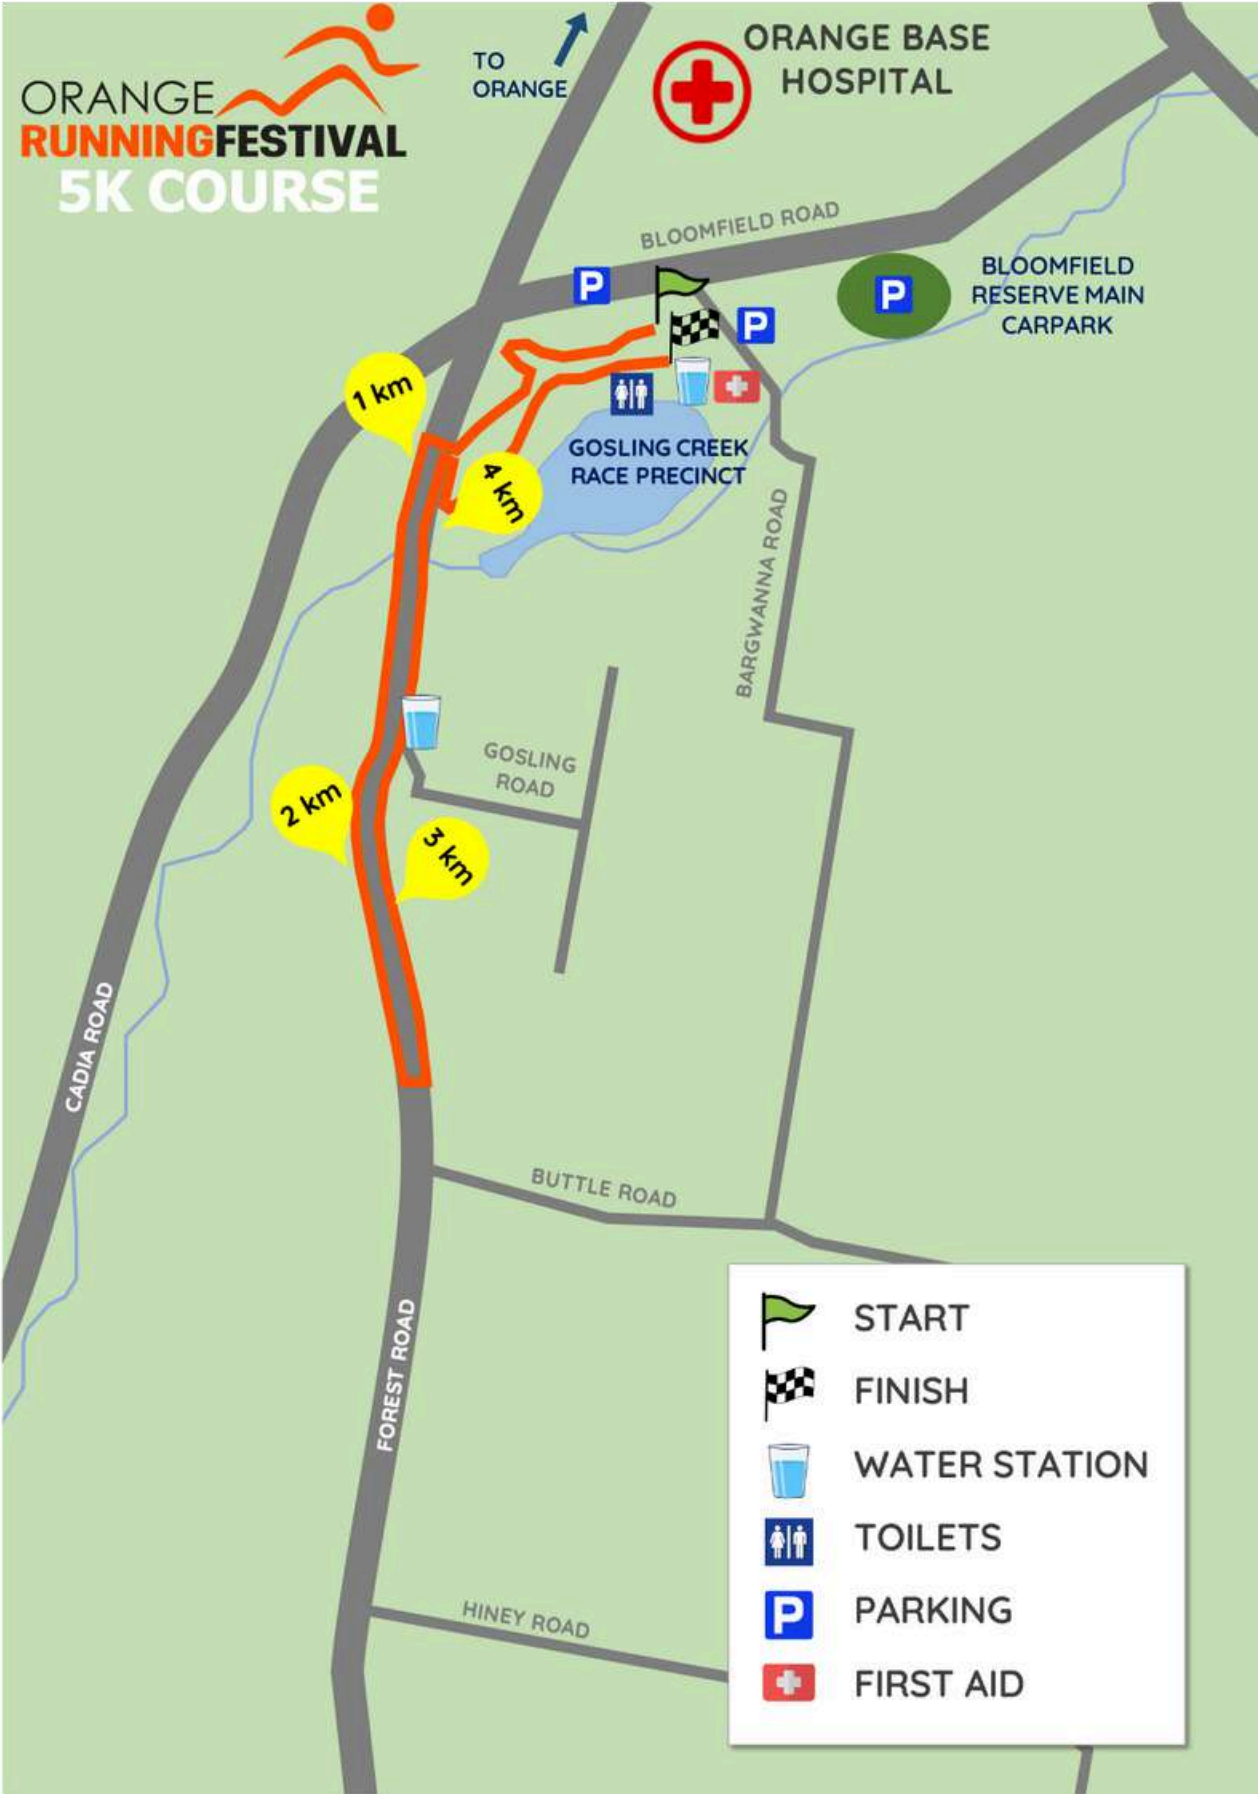 TO
ORANGE
ORANGE BASE
HOSPITAL
ORANGE
RUNNINGFESTIVAL
5K COURSE
BLOOMFIELD ROAD
P
P
P
BLOOMFIELD
RESERVE MAIN
CARPARK
1 km
GOSLING CREEK
RACE PRECINCT
4 km
BARGWANNA ROAD
GOSLING
ROAD
2 km
3 km
CADIA ROAD
BUTTLE ROAD
FOREST ROAD
HINEY ROAD
START
FINISH
WATER STATION
TOILETS
P PARKING
FIRST AID